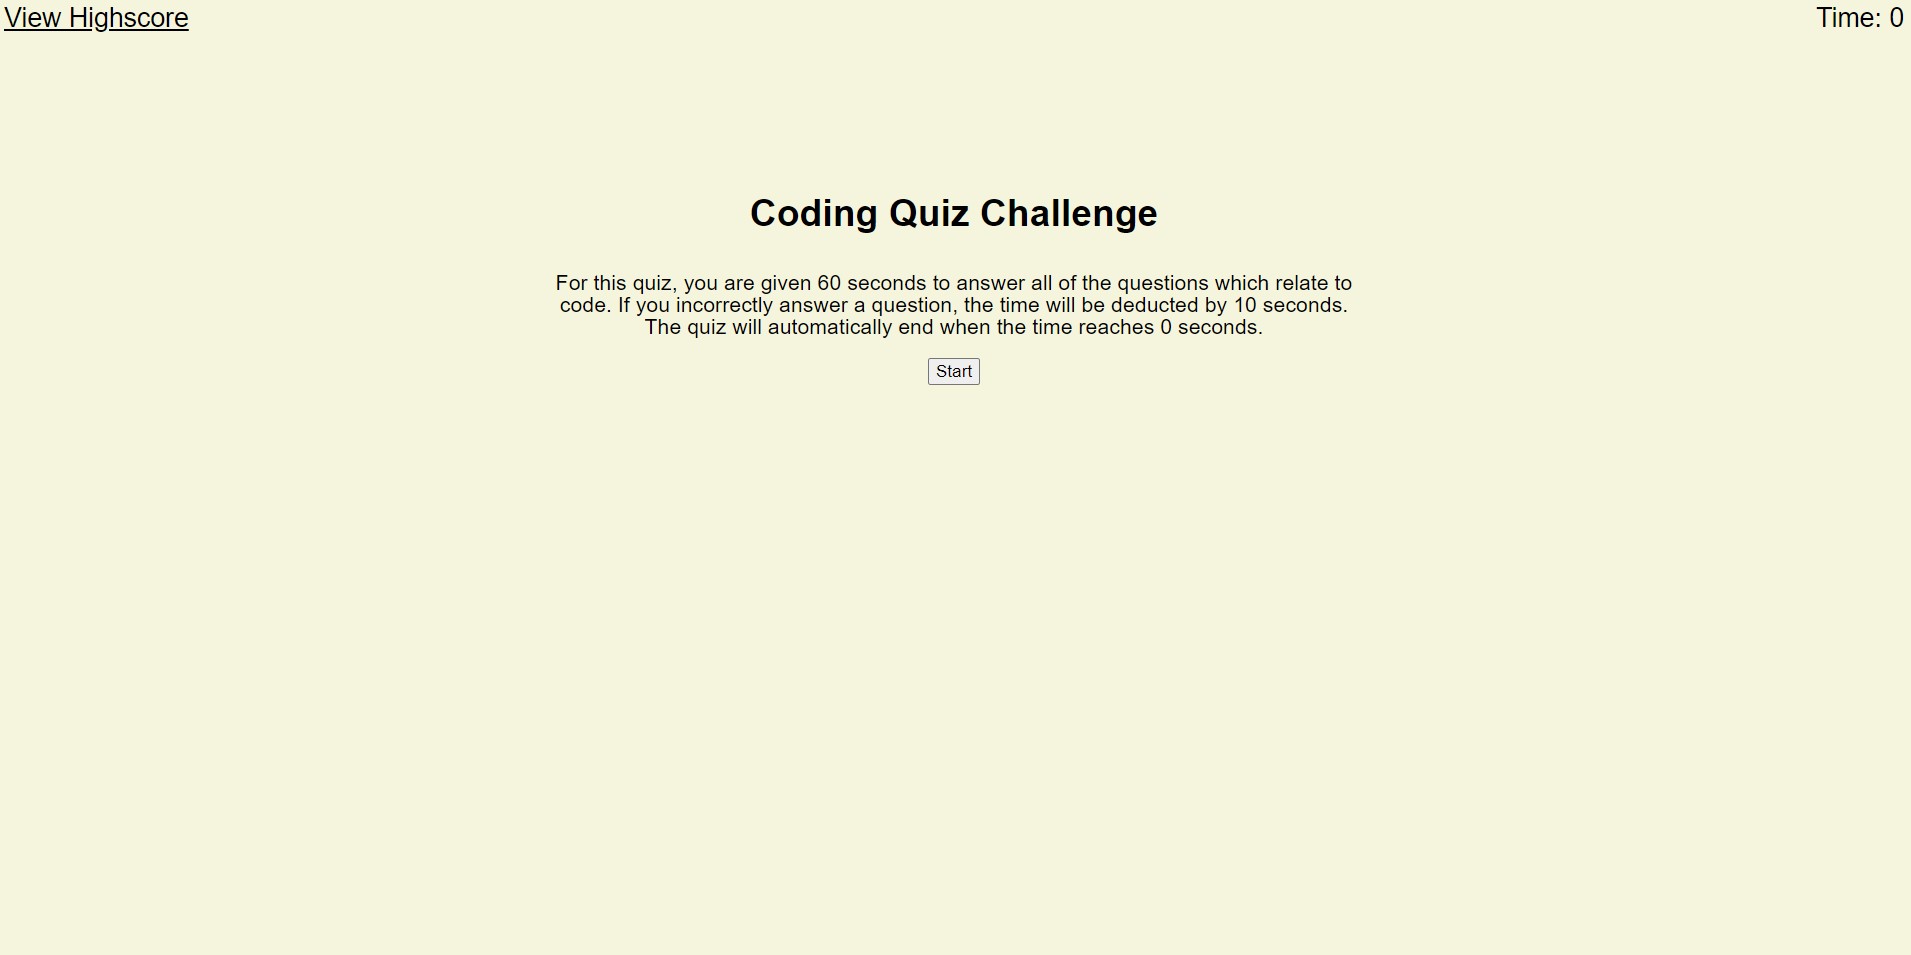 View Highscore
Time: 0
Coding Quiz Challenge
For this quiz, you are given 60 seconds to answer all of the questions which relate to
code. If you incorrectly answer a question, the time will be deducted by 10 seconds.
The quiz will automatically end when the time reaches 0 seconds.
Start